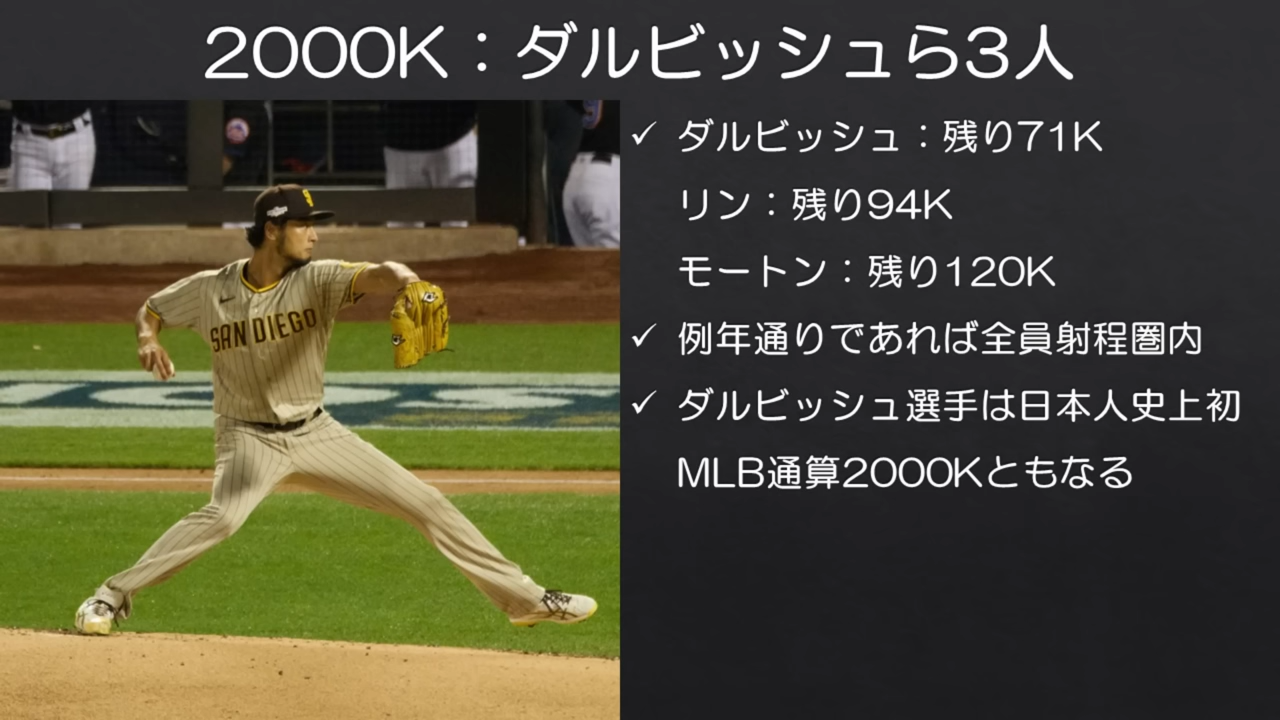 2000K：ダルビッシュら3人
✓ ダルビッシュ：残り71K
リン：残り94K
モートン：残り120K
✓ 例年通りであれば全員射程圏内
✓ ダルビッシュ選手は日本人史上初
MLB通算2000Kともなる
SAN DIEGO